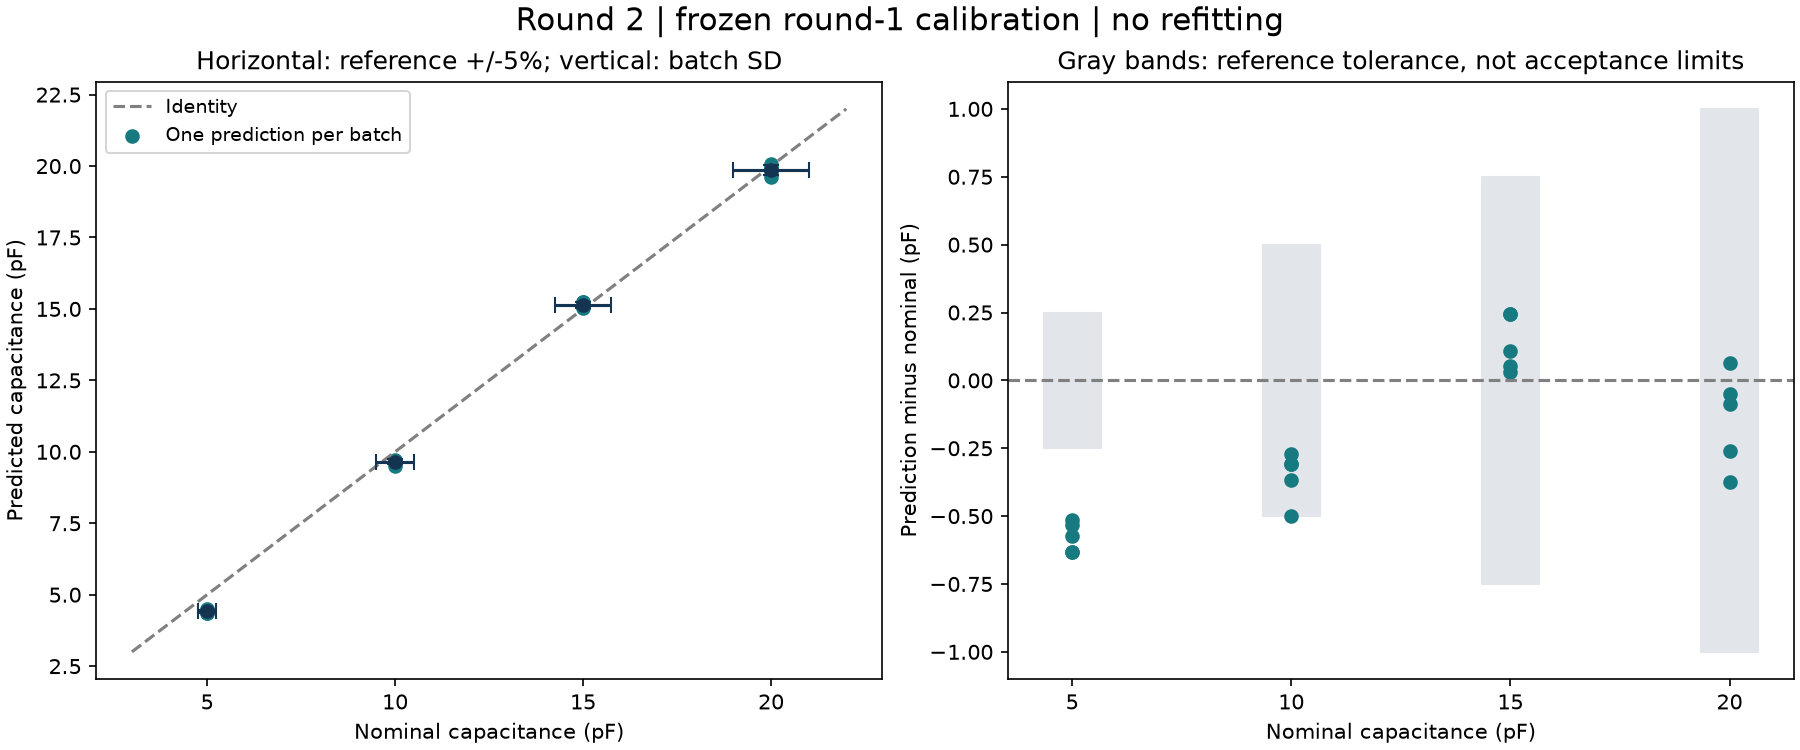 Round 2 | frozen round-1 calibration | no refitting
Horizontal: reference +/-5%; vertical: batch SD
22.5
20.0
17.5
15.0
12.5
10.0
7.5
5.0
2.5
Predicted capacitance (pF)
Identity
One prediction per batch
5
10
15
20
Nominal capacitance (pF)
Gray bands: reference tolerance, not acceptance limits
1.00
0.75
0.50
0.25
0.00
−0.25
−0.50
−0.75
−1.00
Prediction minus nominal (pF)
5
10
15
20
Nominal capacitance (pF)